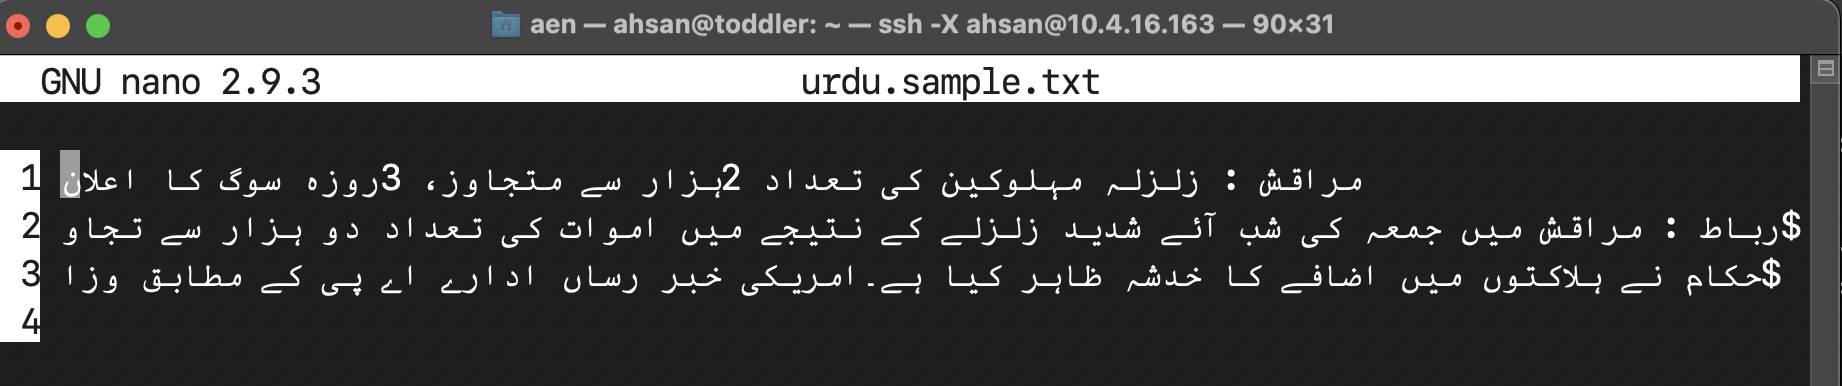 aen — ahsan@toddler: ~ — ssh -X ahsan@10.4.16.163 — 90×31
GNU nano 2.9.3 urdu.sample.txt
1 مراقش : زلزلہ مہلوکین کی تعداد 2ہزار سے متجاوز، 3روزہ سوگ کا اعلان
2 رباط : مراقش میں جمعہ کی شب آئے شدید زلزلے کے نتیجے میں اموات کی تعداد دو ہزار سے تجاو$
3 حکام نے ہلاکتوں میں اضافے کا خدشہ ظاہر کیا ہے۔امریکی خبر رساں ادارے اے پی کے مطابق وزا$
4